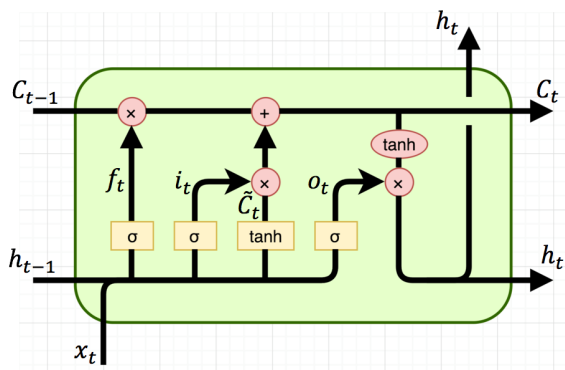 h_t
C_{t-1} × + C_t
tanh
f_t i_t × o_t ×
C̃_t
σ σ tanh σ
h_{t-1} h_t
x_t